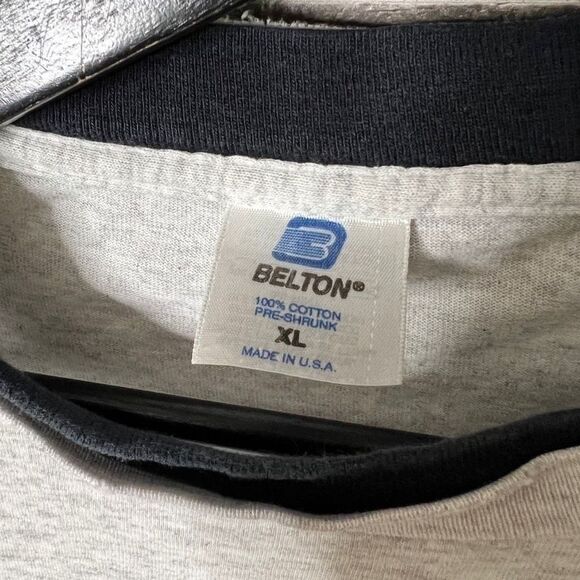 B
BELTON®
100% COTTON
PRE-SHRUNK
XL
MADE IN U.S.A.